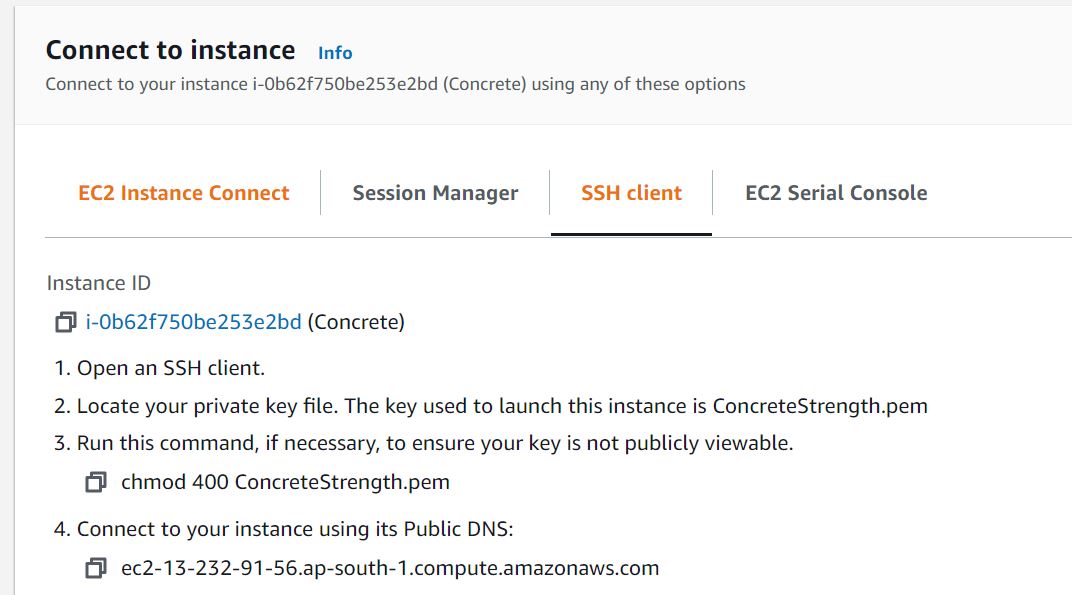 Connect to instance Info
Connect to your instance i-0b62f750be253e2bd (Concrete) using any of these options
EC2 Instance Connect Session Manager SSH client EC2 Serial Console
Instance ID
i-0b62f750be253e2bd (Concrete)
1. Open an SSH client.
2. Locate your private key file. The key used to launch this instance is ConcreteStrength.pem
3. Run this command, if necessary, to ensure your key is not publicly viewable.
chmod 400 ConcreteStrength.pem
4. Connect to your instance using its Public DNS:
ec2-13-232-91-56.ap-south-1.compute.amazonaws.com